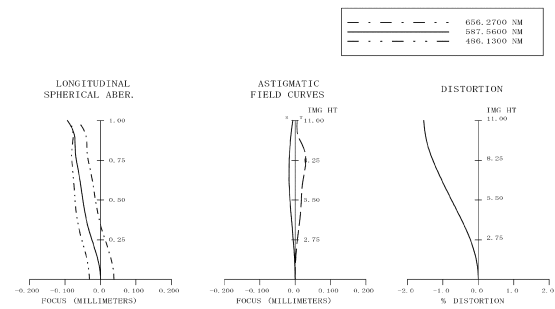 656.2700 NM
587.5600 NM
486.1300 NM
LONGITUDINAL
SPHERICAL ABER.
ASTIGMATIC
FIELD CURVES
DISTORTION
IMG HT
IMG HT
1.00
11.00
11.00
0.75
8.25
8.25
0.50
5.50
5.50
0.25
2.75
2.75
-0.200 -0.100 0.0 0.100 0.200
-0.200 -0.100 0.0 0.100 0.200
-2.0 -1.0 0.0 1.0 2.0
FOCUS (MILLIMETERS)
FOCUS (MILLIMETERS)
% DISTORTION